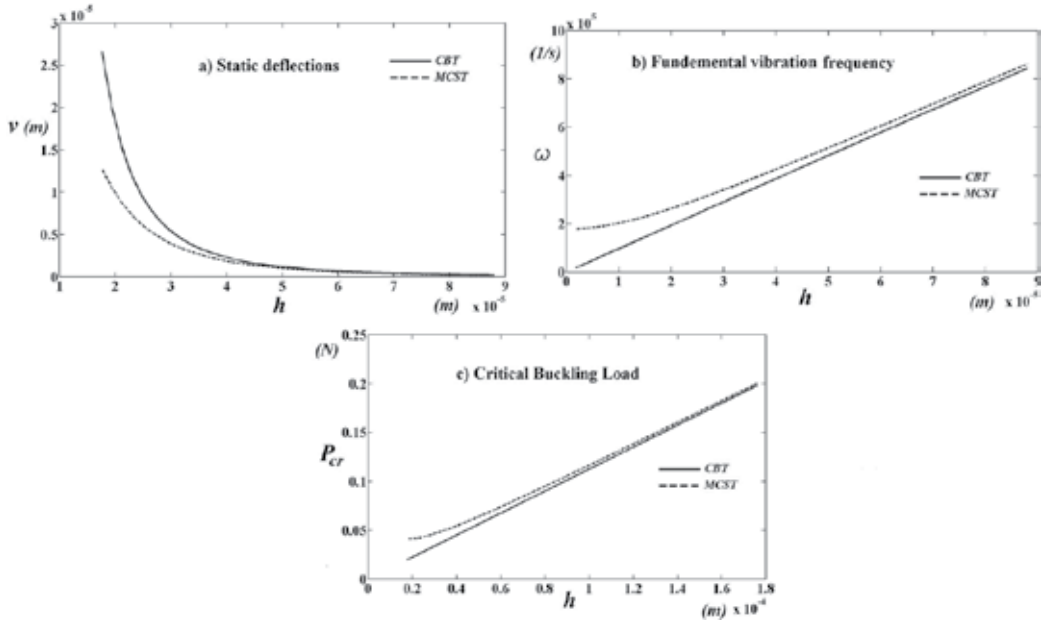 3 x 10⁻⁵
a) Static deflections
CBT
MCST
2.5
2
v (m)
1.5
1
0.5
0
1 2 3 4 5 6 7 8 9
h (m) x 10⁻⁵
10 x 10⁵
(1/s)
b) Fundemental vibration frequency
8
ω
6
CBT
MCST
4
2
0
0 1 2 3 4 5 6 7 8 9
h (m)
0.25
(N)
c) Critical Buckling Load
0.2
0.15
Pcr
CBT
MCST
0.1
0.05
0
0 0.2 0.4 0.6 0.8 1 1.2 1.4 1.6 1.8
h (m) x 10⁻⁴